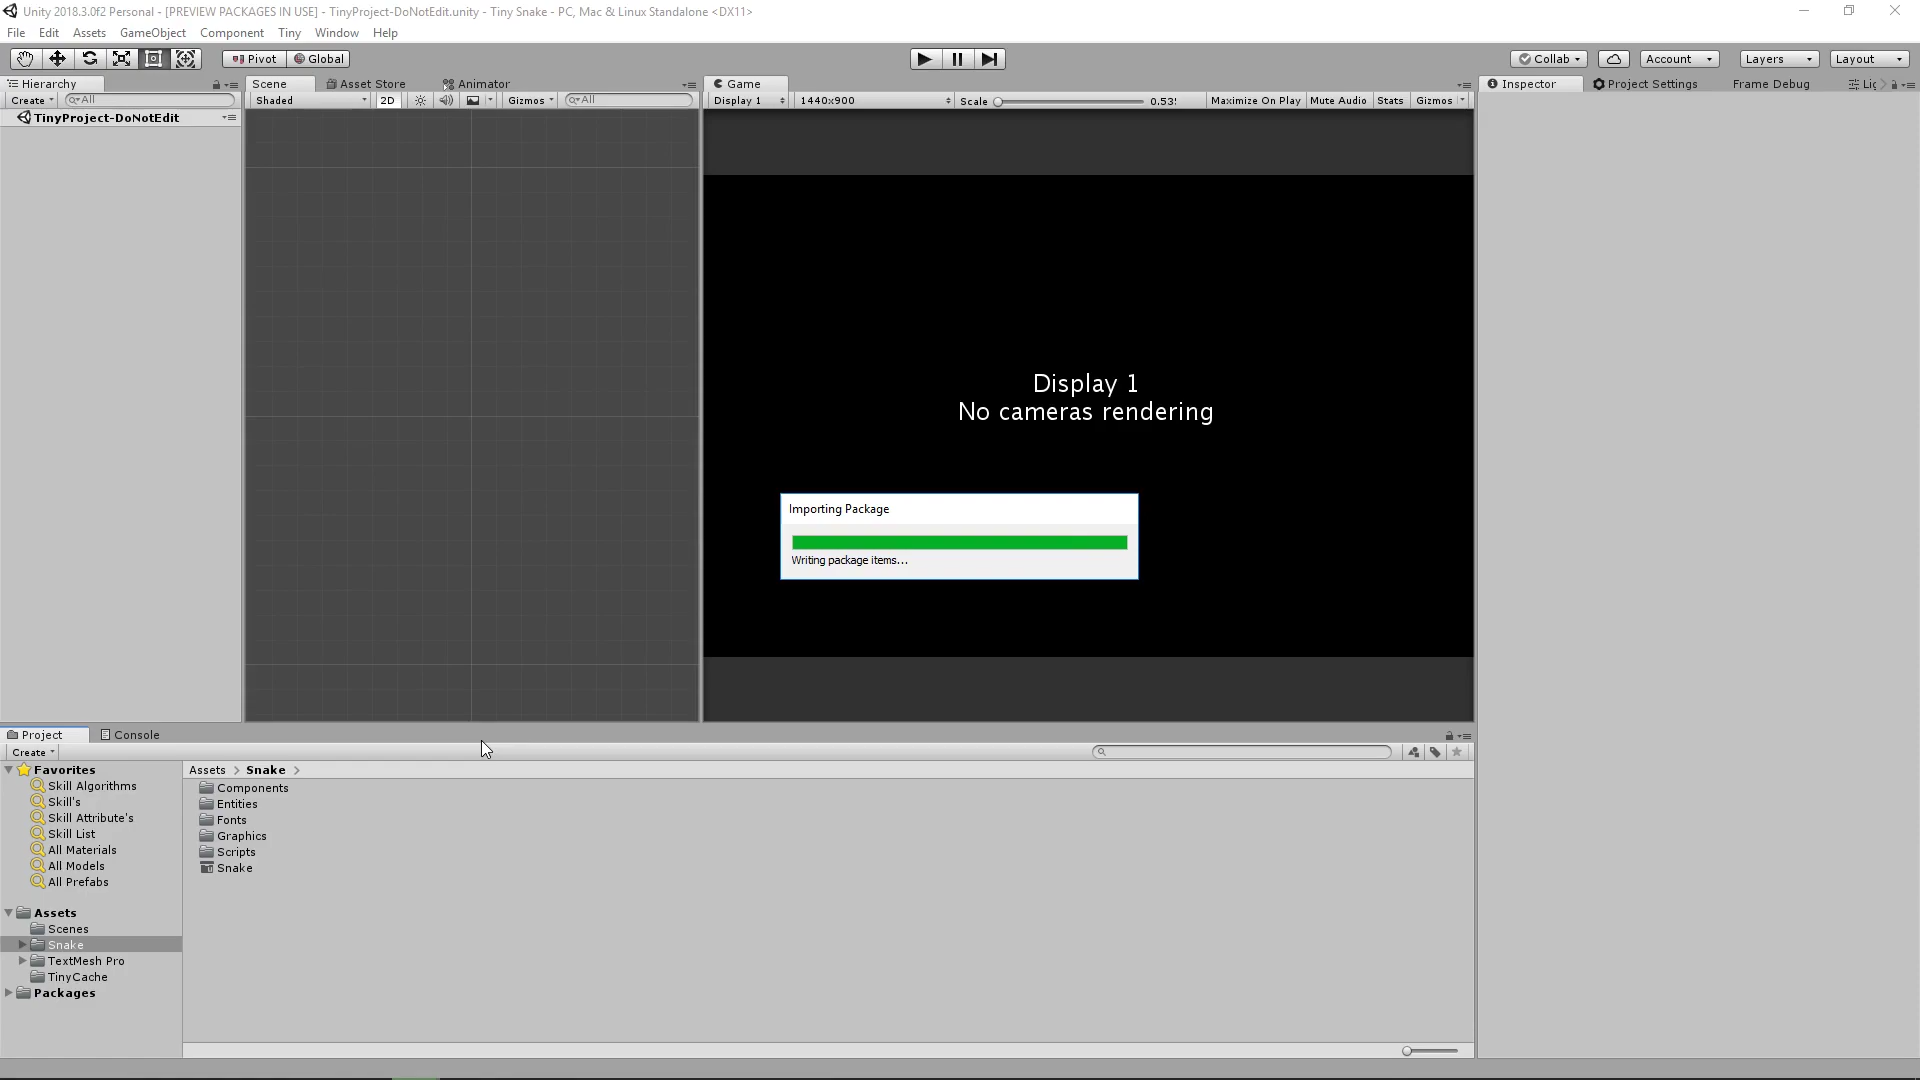 Unity 2018.3.0f2 Personal - [PREVIEW PACKAGES IN USE] - TinyProject-DoNotEdit.unity - Tiny Snake - PC, Mac & Linux Standalone <DX11>
File Edit Assets GameObject Component Tiny Window Help
Pivot Global Collab Account Layers Layout
Hierarchy Scene Asset Store Animator Game Inspector Project Settings Frame Debug
Create All Shaded 2D Gizmos All Display 1 1440x900 Scale 0.53 Maximize On Play Mute Audio Stats Gizmos
TinyProject-DoNotEdit
Display 1
No cameras rendering
Importing Package
Writing package items...
Project Console
Create
Favorites
Skill Algorithms
Skill's
Skill Attribute's
Skill List
All Materials
All Models
All Prefabs
Assets
Scenes
Snake
TextMesh Pro
TinyCache
Packages
Assets > Snake >
Components
Entities
Fonts
Graphics
Scripts
Snake